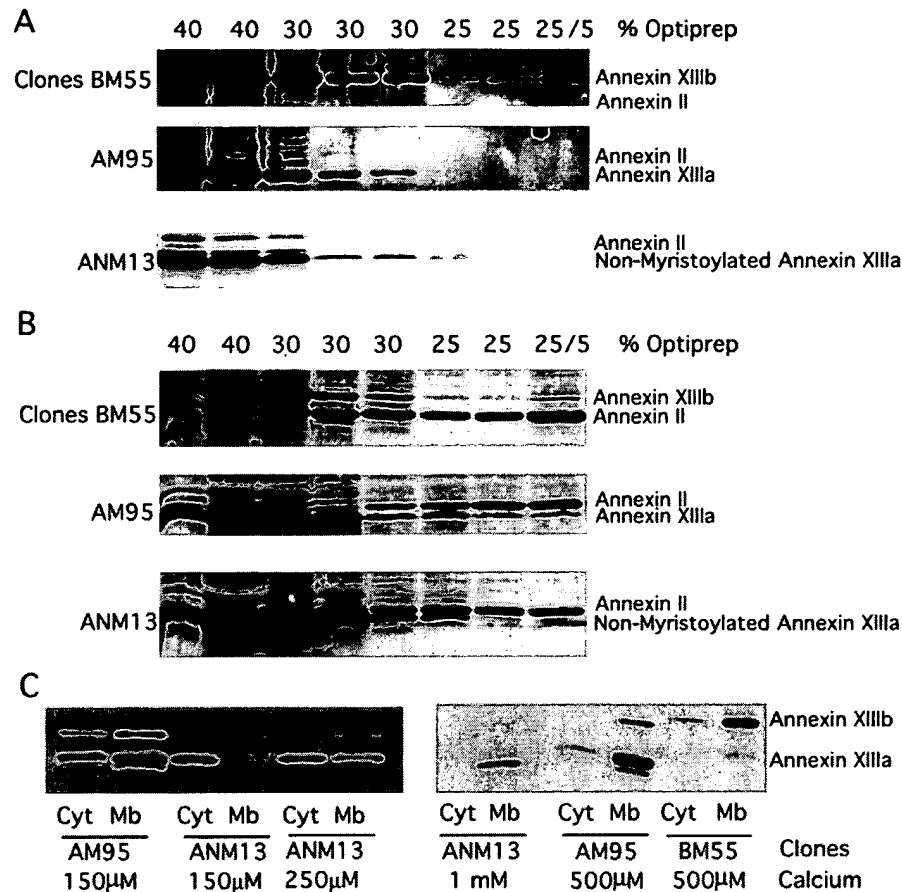 A
40 40 30 30 30 25 25 25/5 % Optiprep
Clones BM55
Annexin XIIIb
Annexin II
AM95
Annexin II
Annexin XIIIa
ANM13
Annexin II
Non-Myristoylated Annexin XIIIa
B
40 40 30 30 30 25 25 25/5 % Optiprep
Clones BM55
Annexin XIIIb
Annexin II
AM95
Annexin II
Annexin XIIIa
ANM13
Annexin II
Non-Myristoylated Annexin XIIIa
C
Annexin XIIIb
Annexin XIIIa
Cyt Mb Cyt Mb Cyt Mb Cyt Mb Cyt Mb Cyt Mb
AM95 ANM13 ANM13 ANM13 AM95 BM55 Clones
150µM 150µM 250µM 1 mM 500µM 500µM Calcium